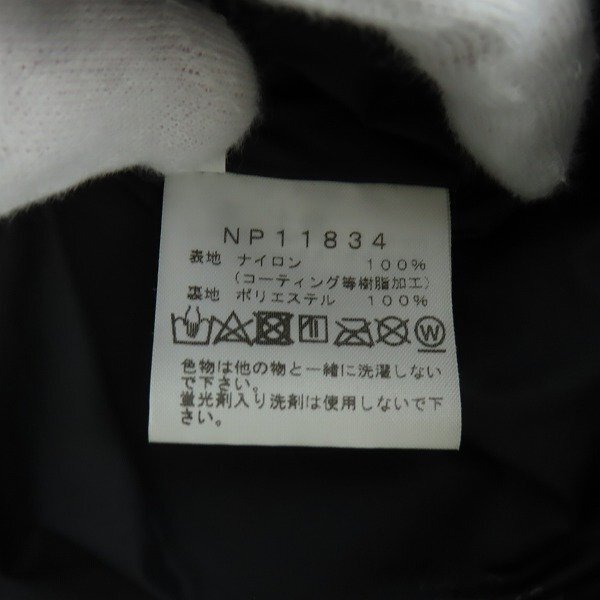 NP11834
表地 ナイロン 100%
(コーティング等樹脂加工)
裏地 ポリエステル 100%
W
色物は他の物と一緒に洗濯しない
で下さい。
蛍光剤入り洗剤は使用しないで下
さい。